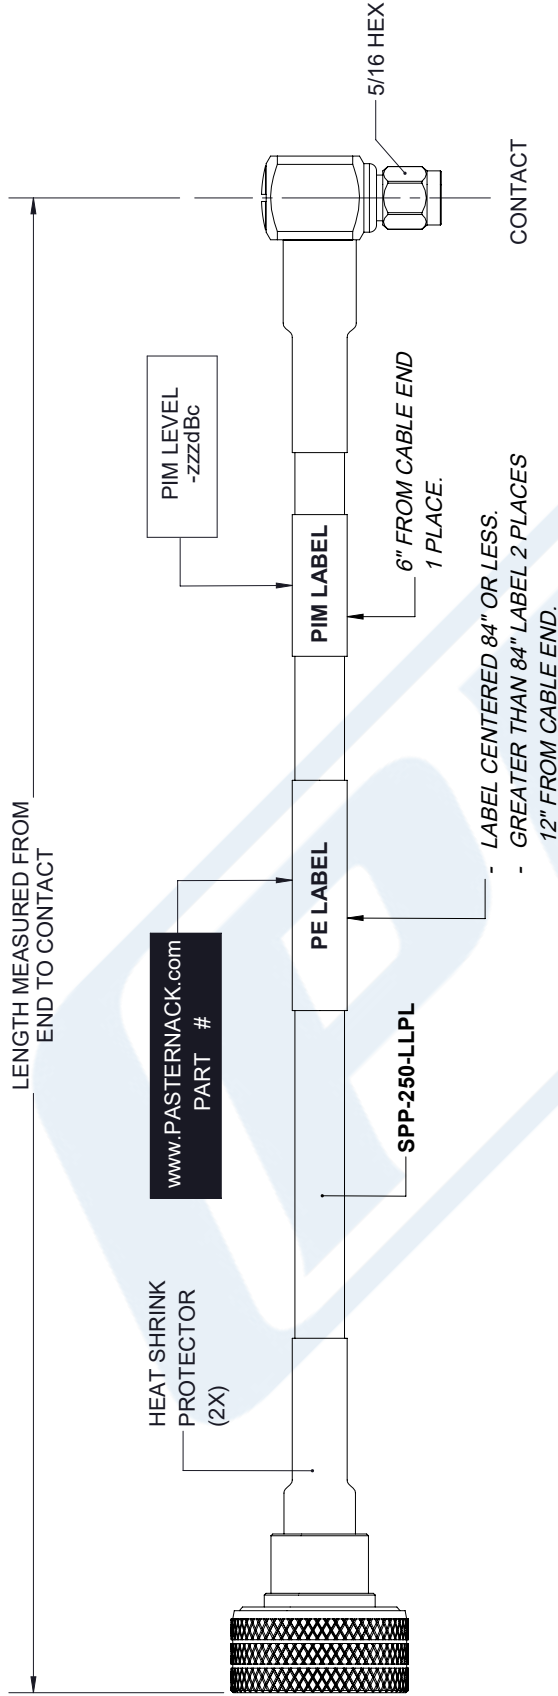 LENGTH MEASURED FROM
END TO CONTACT
HEAT SHRINK
PROTECTOR
(2X)
www.PASTERNACK.com
PART #
PIM LEVEL
-zzzdBc
PE LABEL
PIM LABEL
5/16 HEX
SPP-250-LLPL
6" FROM CABLE END
1 PLACE.
CONTACT
- LABEL CENTERED 84" OR LESS.
- GREATER THAN 84" LABEL 2 PLACES
12" FROM CABLE END.